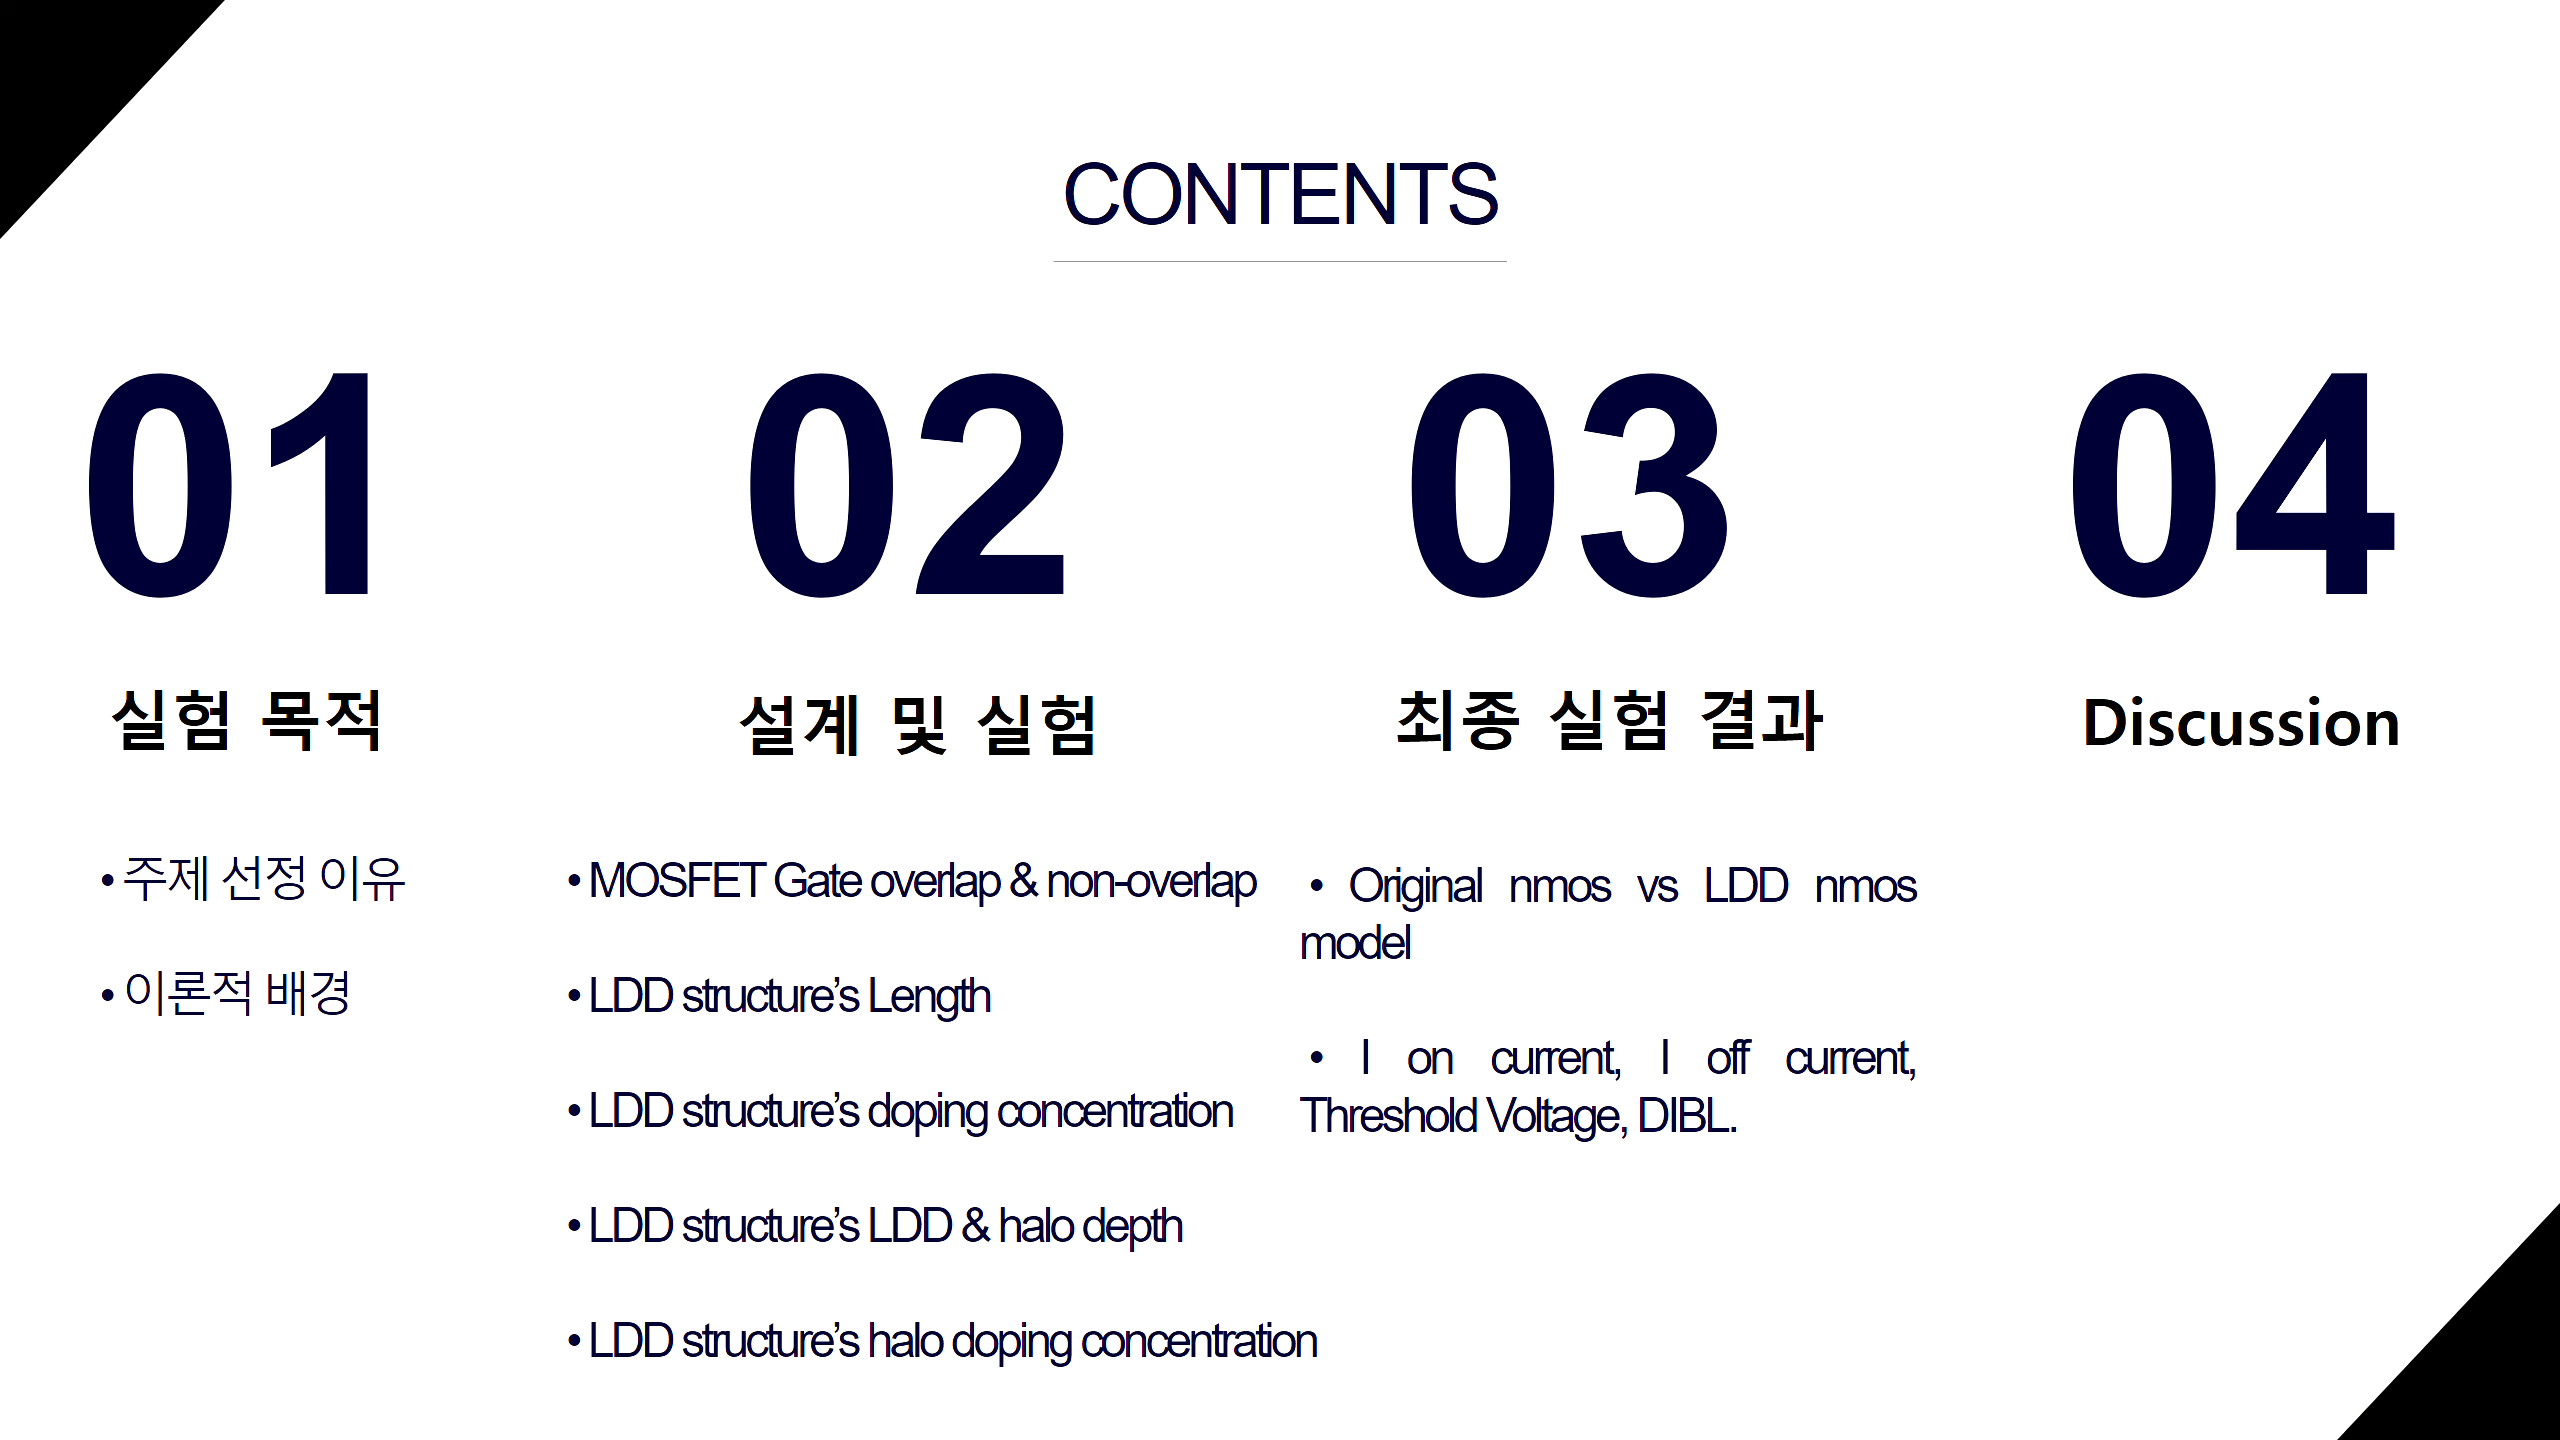 CONTENTS
01
실험 목적
• 주제 선정 이유
• 이론적 배경
02
설계 및 실험
• MOSFET Gate overlap & non-overlap
• LDD structure’s Length
• LDD structure’s doping concentration
• LDD structure’s LDD & halo depth
• LDD structure’s halo doping concentration
03
최종 실험 결과
• Original nmos vs LDD nmos
model
• I on current, I off current,
Threshold Voltage, DIBL.
04
Discussion